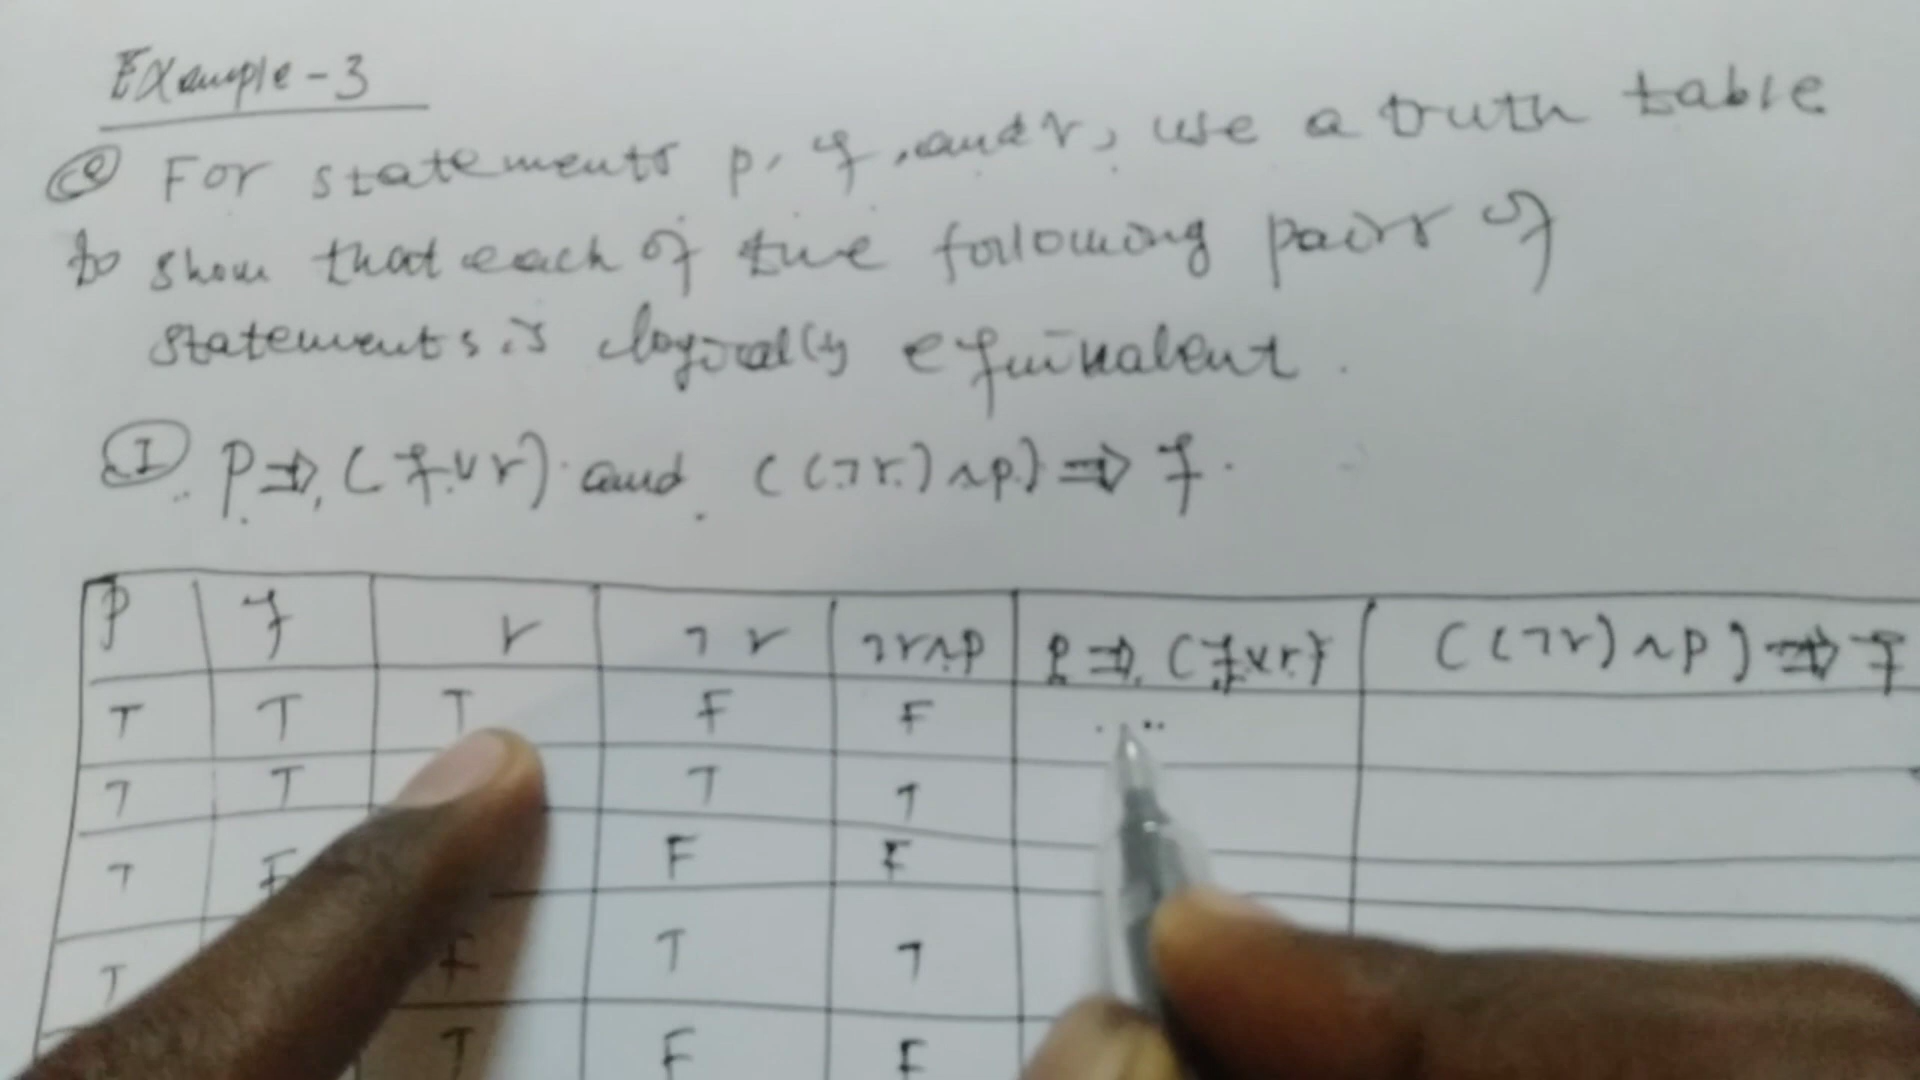 Example-3
(e) For statements p, q, and r, use a truth table
to show that each of the following pair of
statements is logically equivalent.
(I) P ⇒ (q ∨ r) and ((¬r) ∧ p) ⇒ q.
P q r ¬r ¬r∧p P ⇒ (q∨r) ((¬r) ∧ p) ⇒ q
T T T F F
T T T T
T F F F
T F T T
T F F